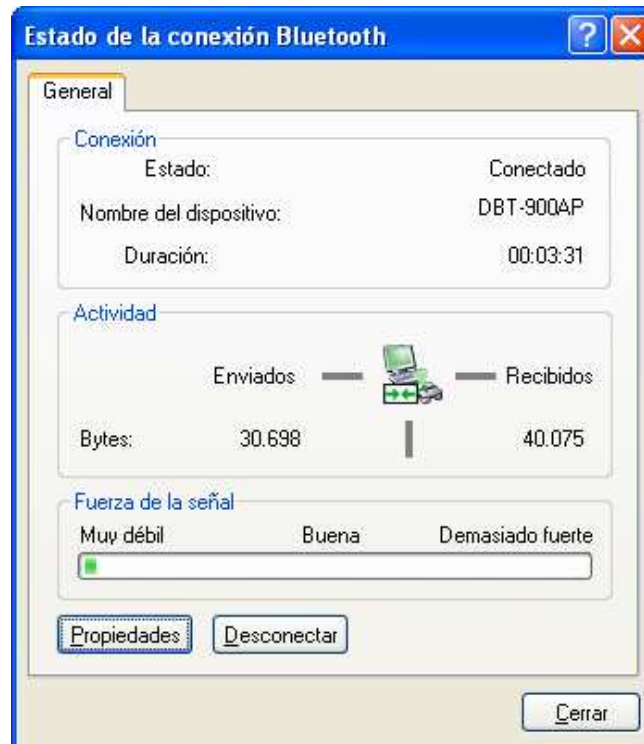 Estado de la conexión Bluetooth
General
Conexión
Estado: Conectado
Nombre del dispositivo: DBT-900AP
Duración: 00:03:31
Actividad
Enviados Recibidos
Bytes: 30.698 40.075
Fuerza de la señal
Muy débil Buena Demasiado fuerte
Propiedades Desconectar
Cerrar